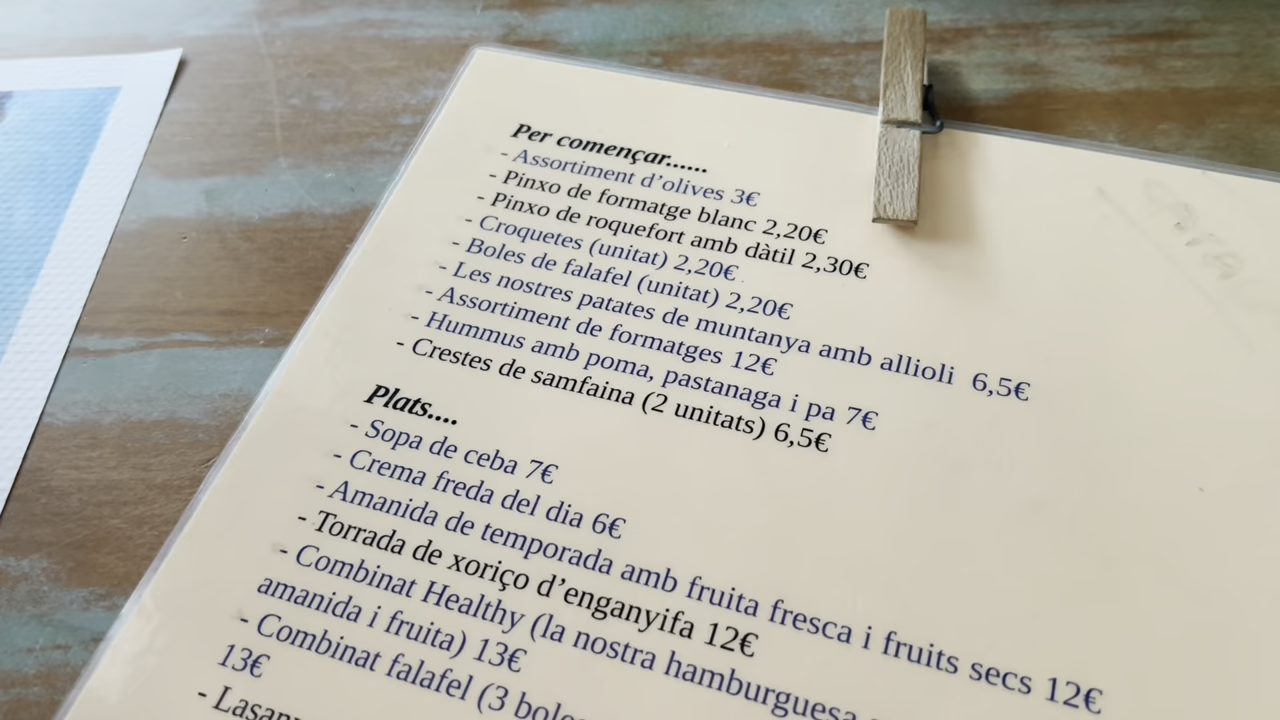 Per començar......
- Assortiment d’olives 3€
- Pinxo de formatge blanc 2,20€
- Pinxo de roquefort amb dàtil 2,30€
- Croquetes (unitat) 2,20€
- Boles de falafel (unitat) 2,20€
- Les nostres patates de muntanya amb allioli 6,5€
- Assortiment de formatges 12€
- Hummus amb poma, pastanaga i pa 7€
- Crestes de samfaina (2 unitats) 6,5€
Plats....
- Sopa de ceba 7€
- Crema freda del dia 6€
- Amanida de temporada amb fruita fresca i fruits secs 12€
- Torrada de xoriço d’enganyifa 12€
- Combinat Healthy (la nostra hamburguesa
amanida i fruita) 13€
- Combinat falafel (3
13€